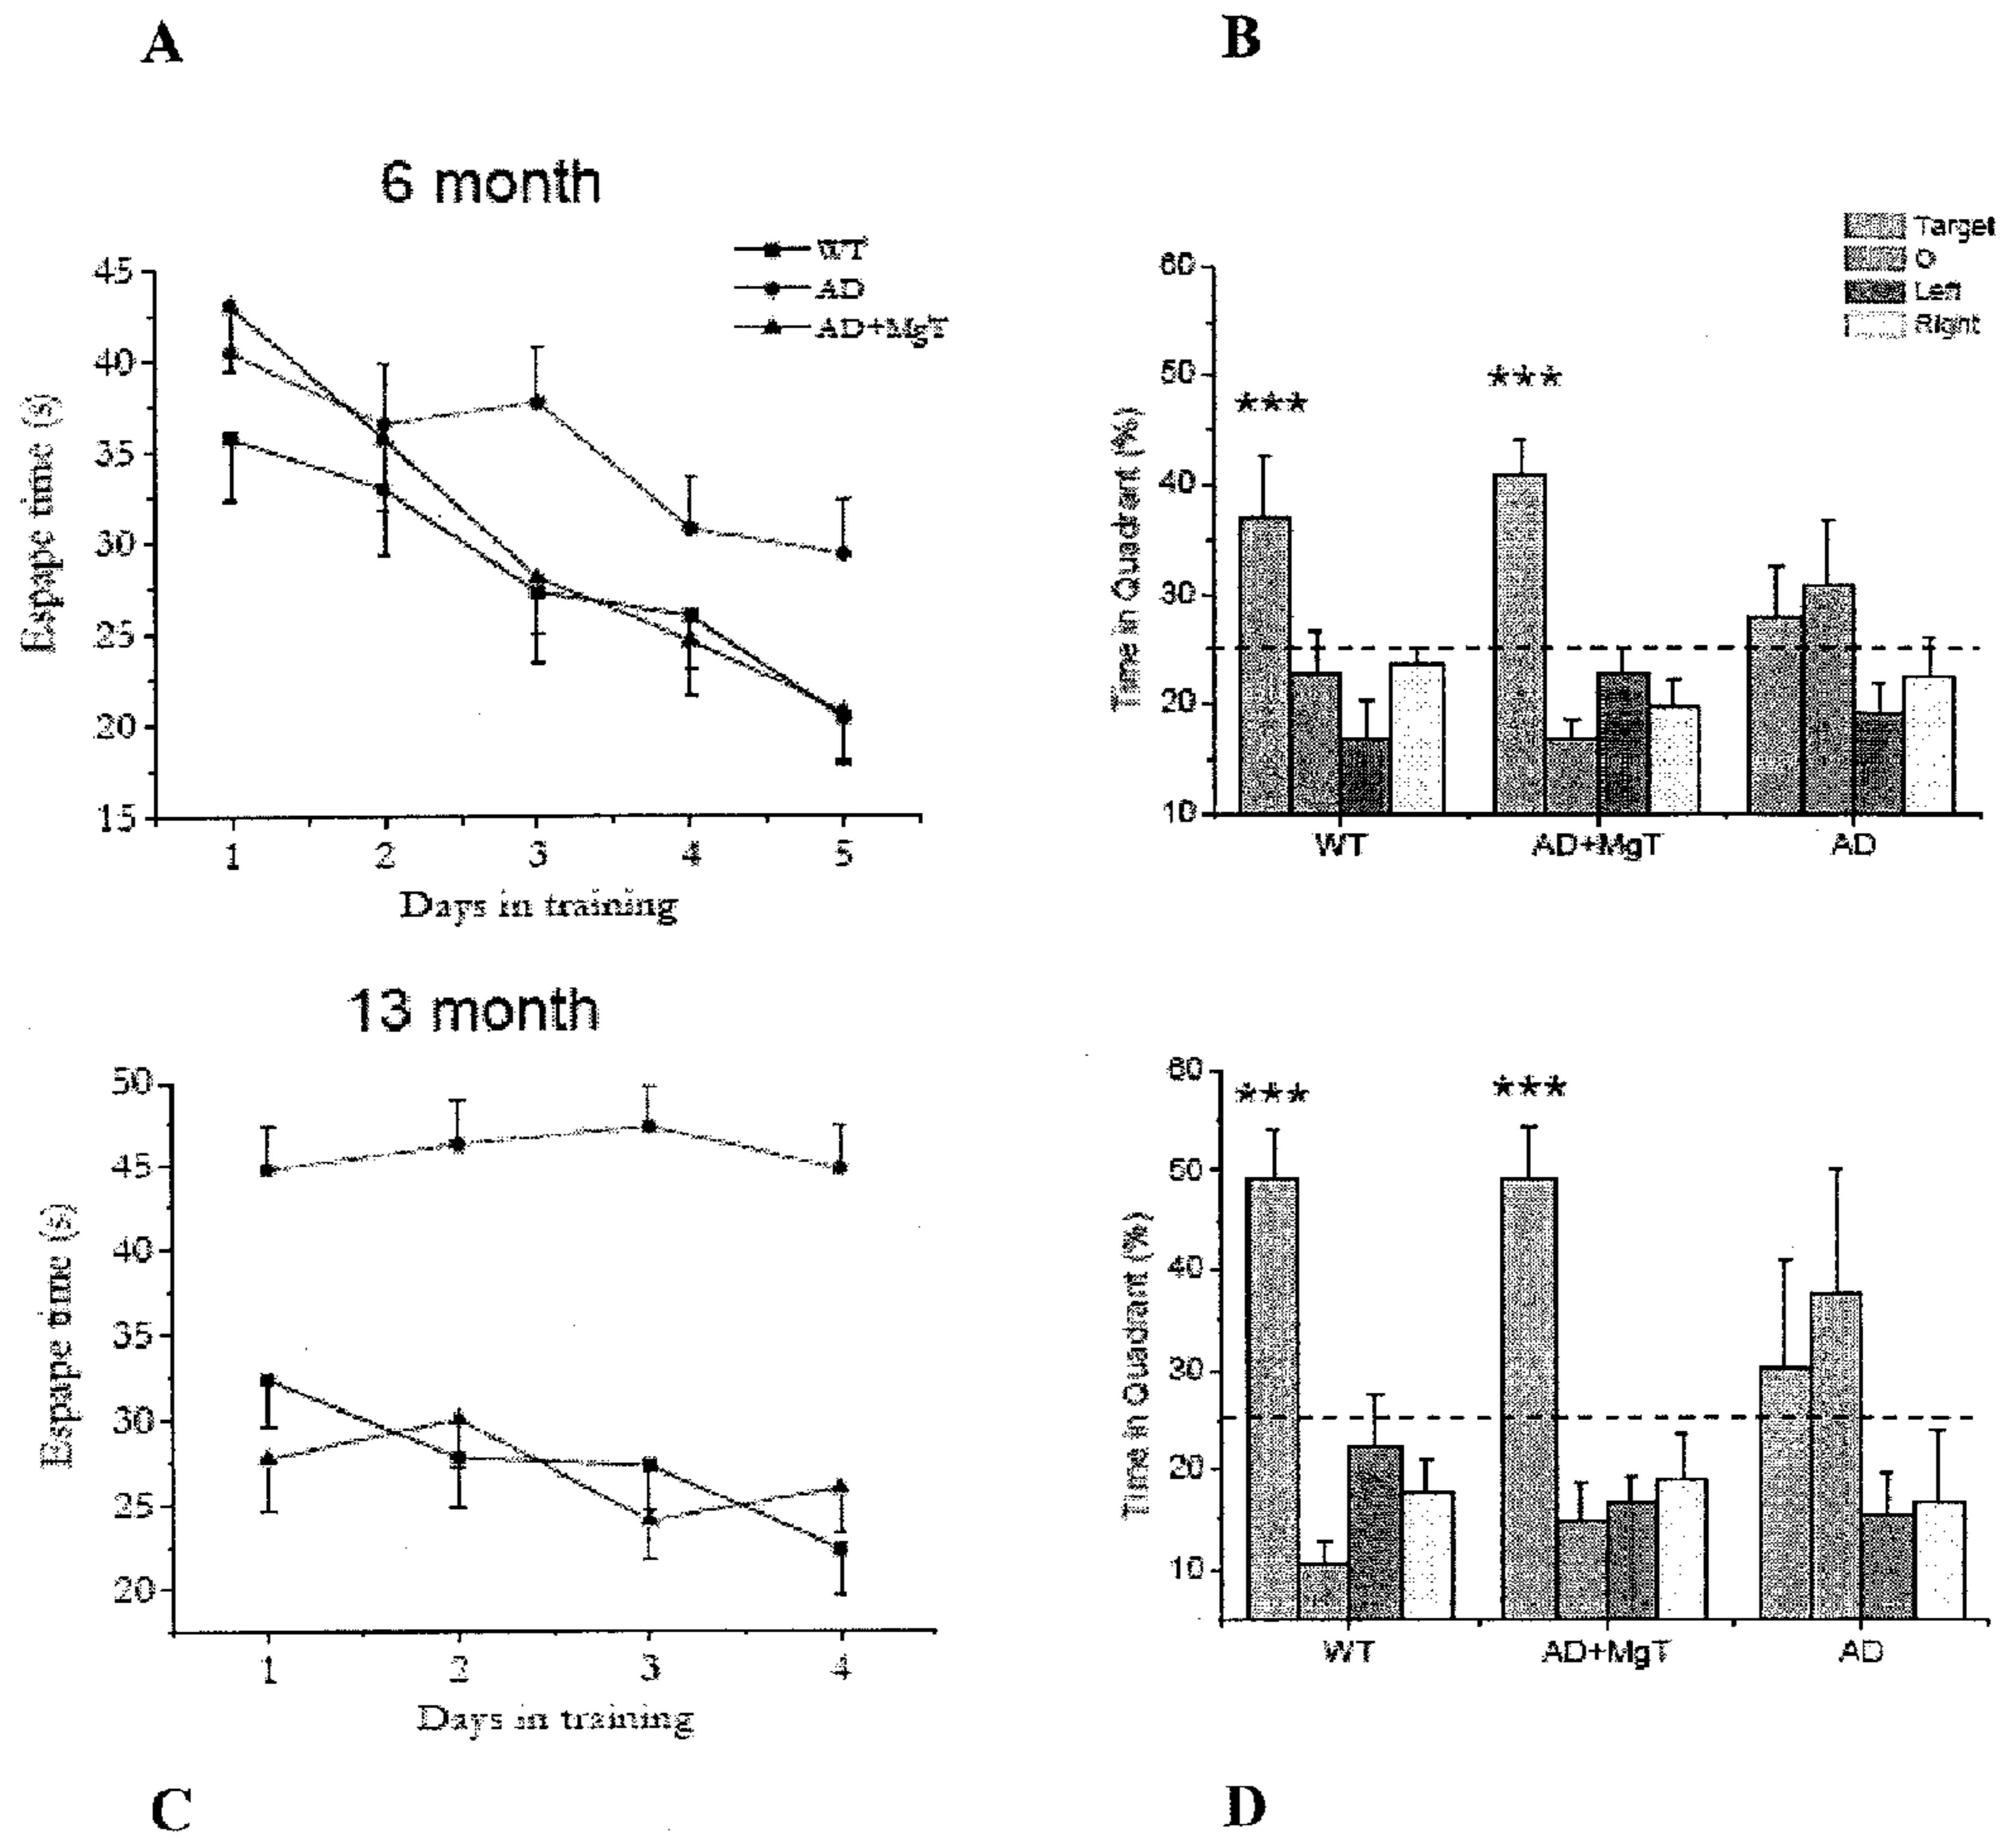 A
B
6 month
WT
AD
AD+MgT
45
40
35
30
25
20
15
Espape time (s)
1 2 3 4 5
Days in training
Target
O
Left
Right
60
50
40
30
20
10
Time in Quadrant (%)
***
***
WT AD+MgT AD
13 month
50
45
40
35
30
25
20
Espape time (s)
1 2 3 4
Days in training
60
50
40
30
20
10
Time in Quadrant (%)
***
***
WT AD+MgT AD
C
D